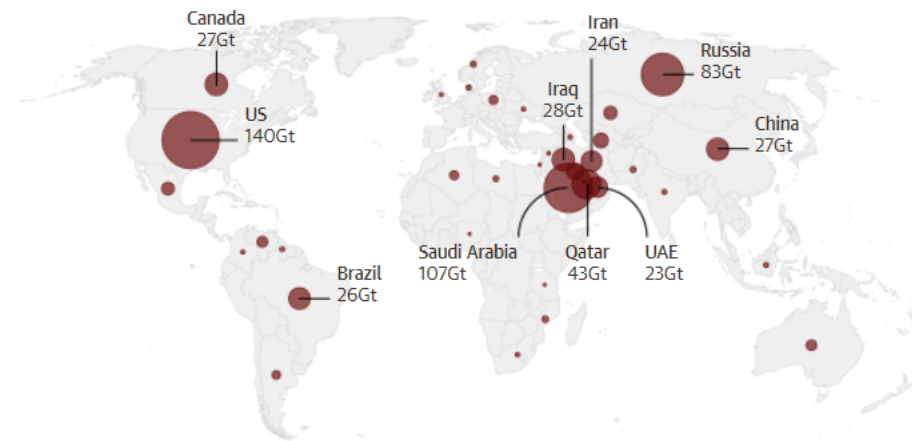 Canada
27Gt
US
140Gt
Iran
24Gt
Iraq
28Gt
Russia
83Gt
China
27Gt
Saudi Arabia
107Gt
Qatar
43Gt
UAE
23Gt
Brazil
26Gt